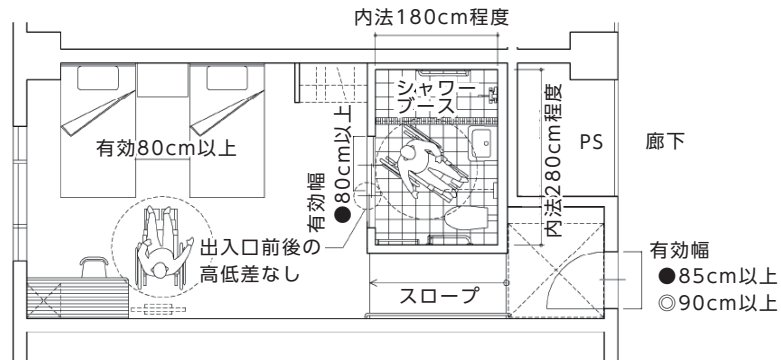 内法180cm程度
シャワー
ブース
内法280cm程度
PS
廊下
有効80cm以上
有効幅
●80cm以上
出入口前後の
高低差なし
スロープ
有効幅
●85cm以上
◎90cm以上